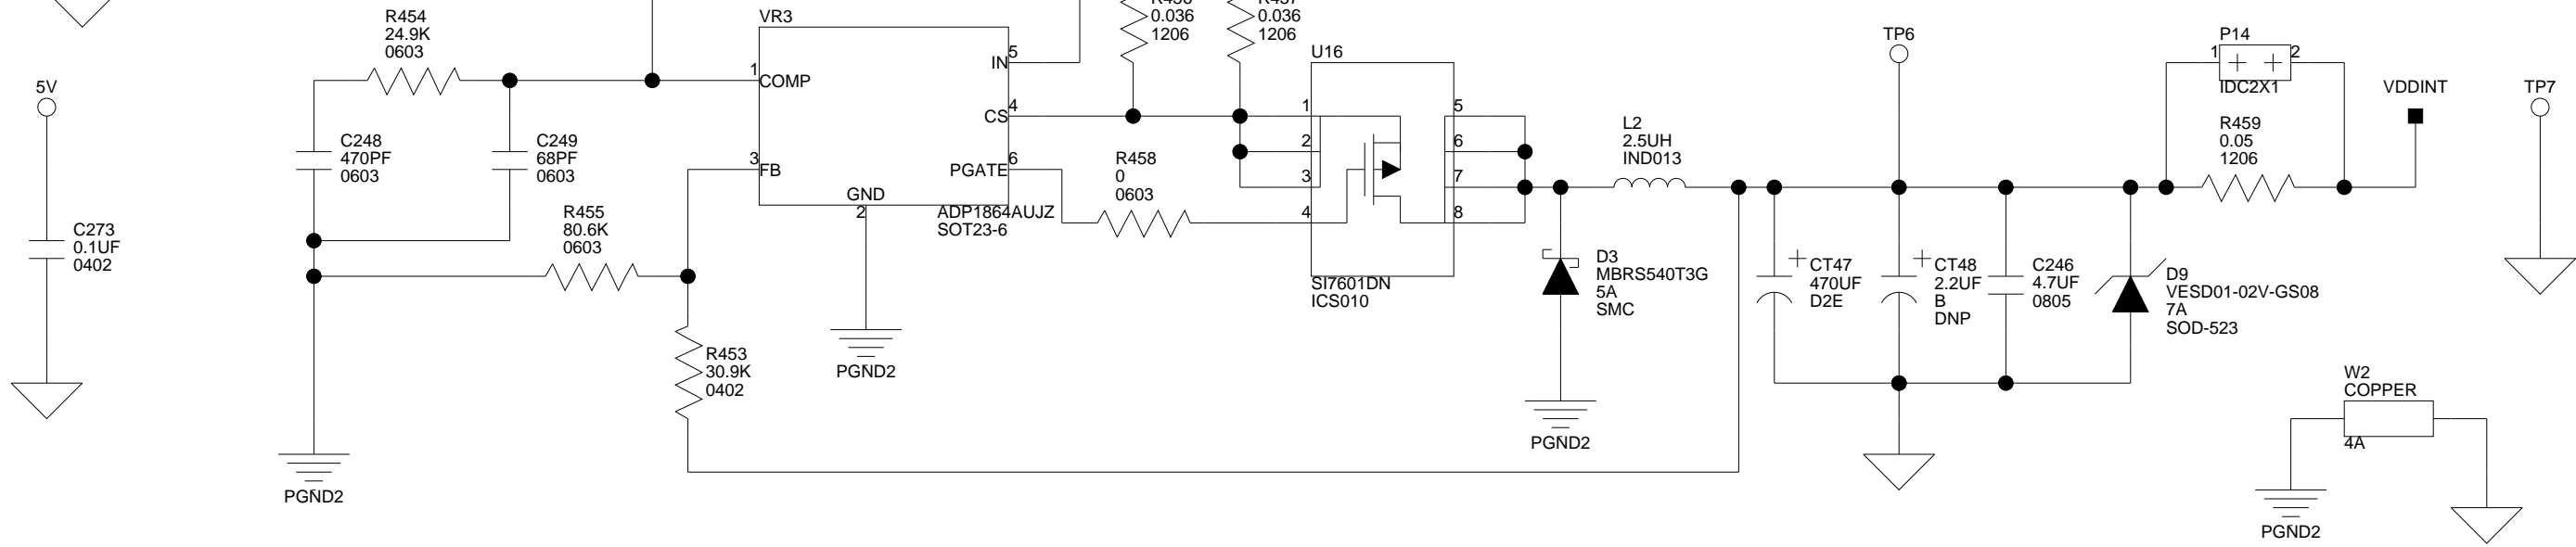 R454
24.9K
0603
VR3
0.036
1206
0.036
1206
U16
TP6
P14
1
2
IDC2X1
5V
1
COMP
IN
5
CS
4
3
FB
PGATE
6
GND
2
ADP1864AUJZ
SOT23-6
C248
470PF
0603
C249
68PF
0603
R458
0
0603
1
2
3
4
5
6
7
8
SI7601DN
ICS010
L2
2.5UH
IND013
R459
0.05
1206
VDDINT
TP7
C273
0.1UF
0402
R455
80.6K
0603
R453
30.9K
0402
PGND2
PGND2
D3
MBRS540T3G
5A
SMC
PGND2
CT47
470UF
D2E
CT48
2.2UF
B
DNP
C246
4.7UF
0805
D9
VESD01-02V-GS08
7A
SOD-523
W2
COPPER
4A
PGND2